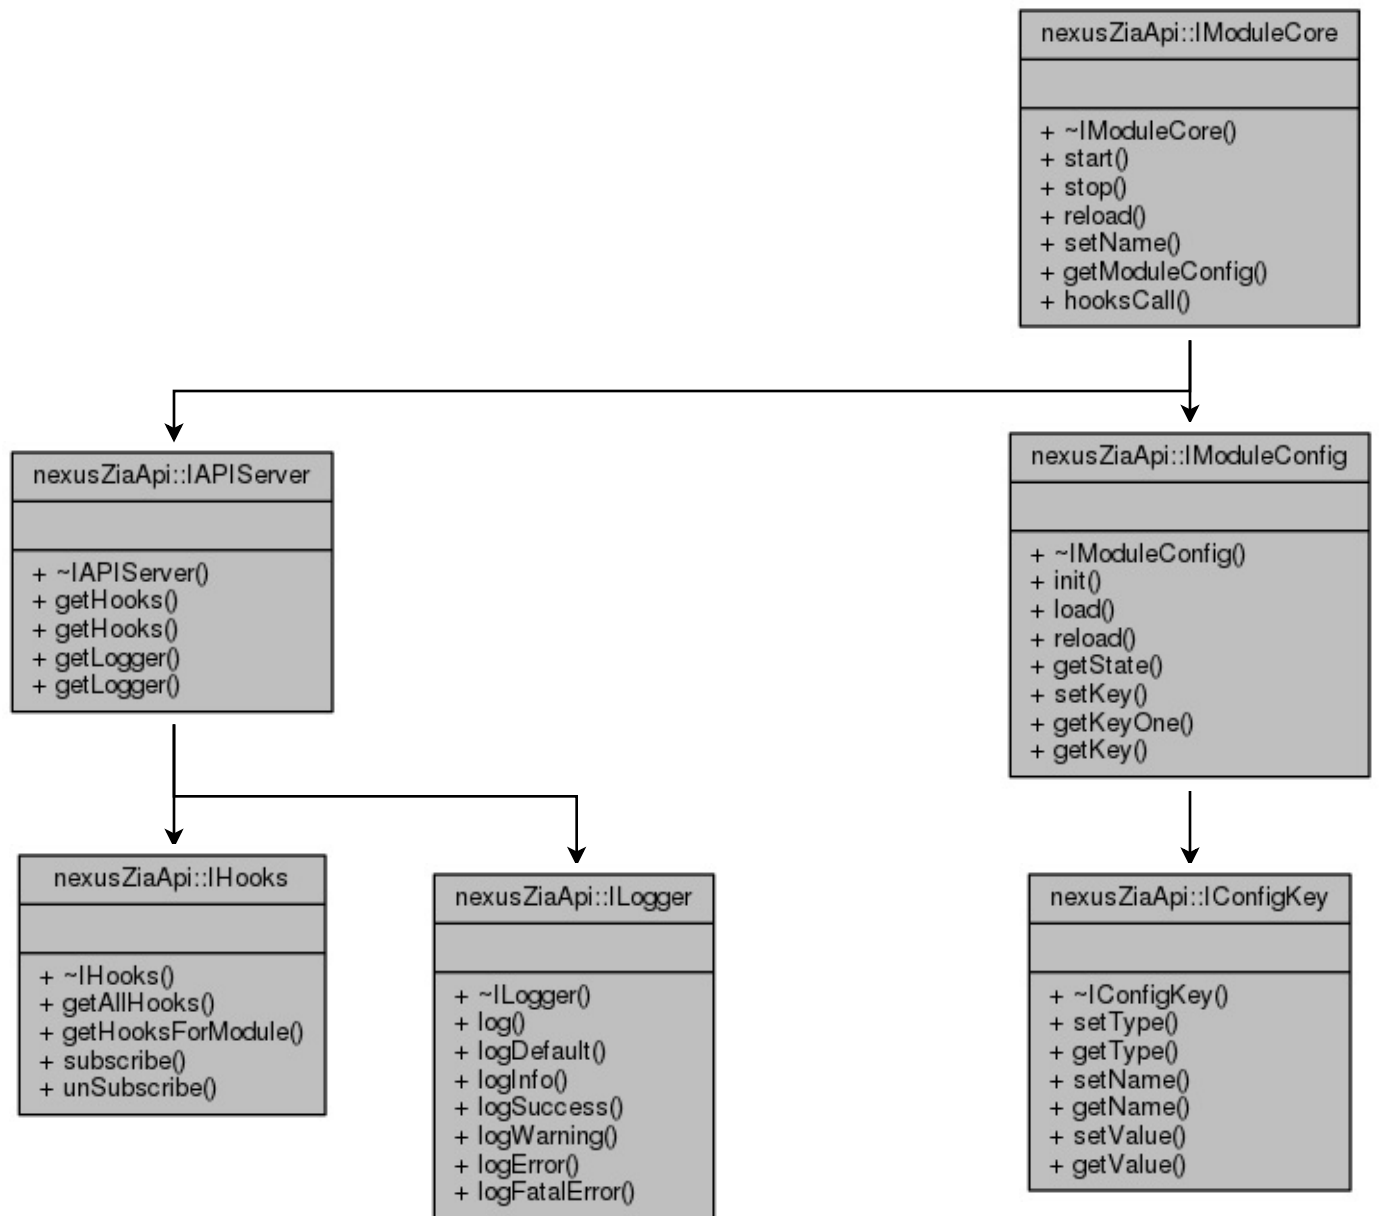 nexusZiaApi::IModuleCore
+ ~IModuleCore()
+ start()
+ stop()
+ reload()
+ setName()
+ getModuleConfig()
+ hooksCall()
nexusZiaApi::IAPIServer
+ ~IAPIServer()
+ getHooks()
+ getHooks()
+ getLogger()
+ getLogger()
nexusZiaApi::IModuleConfig
+ ~IModuleConfig()
+ init()
+ load()
+ reload()
+ getState()
+ setKey()
+ getKeyOne()
+ getKey()
nexusZiaApi::IHooks
+ ~IHooks()
+ getAllHooks()
+ getHooksForModule()
+ subscribe()
+ unSubscribe()
nexusZiaApi::ILogger
+ ~ILogger()
+ log()
+ logDefault()
+ logInfo()
+ logSuccess()
+ logWarning()
+ logError()
+ logFatalError()
nexusZiaApi::IConfigKey
+ ~IConfigKey()
+ setType()
+ getType()
+ setName()
+ getName()
+ setValue()
+ getValue()